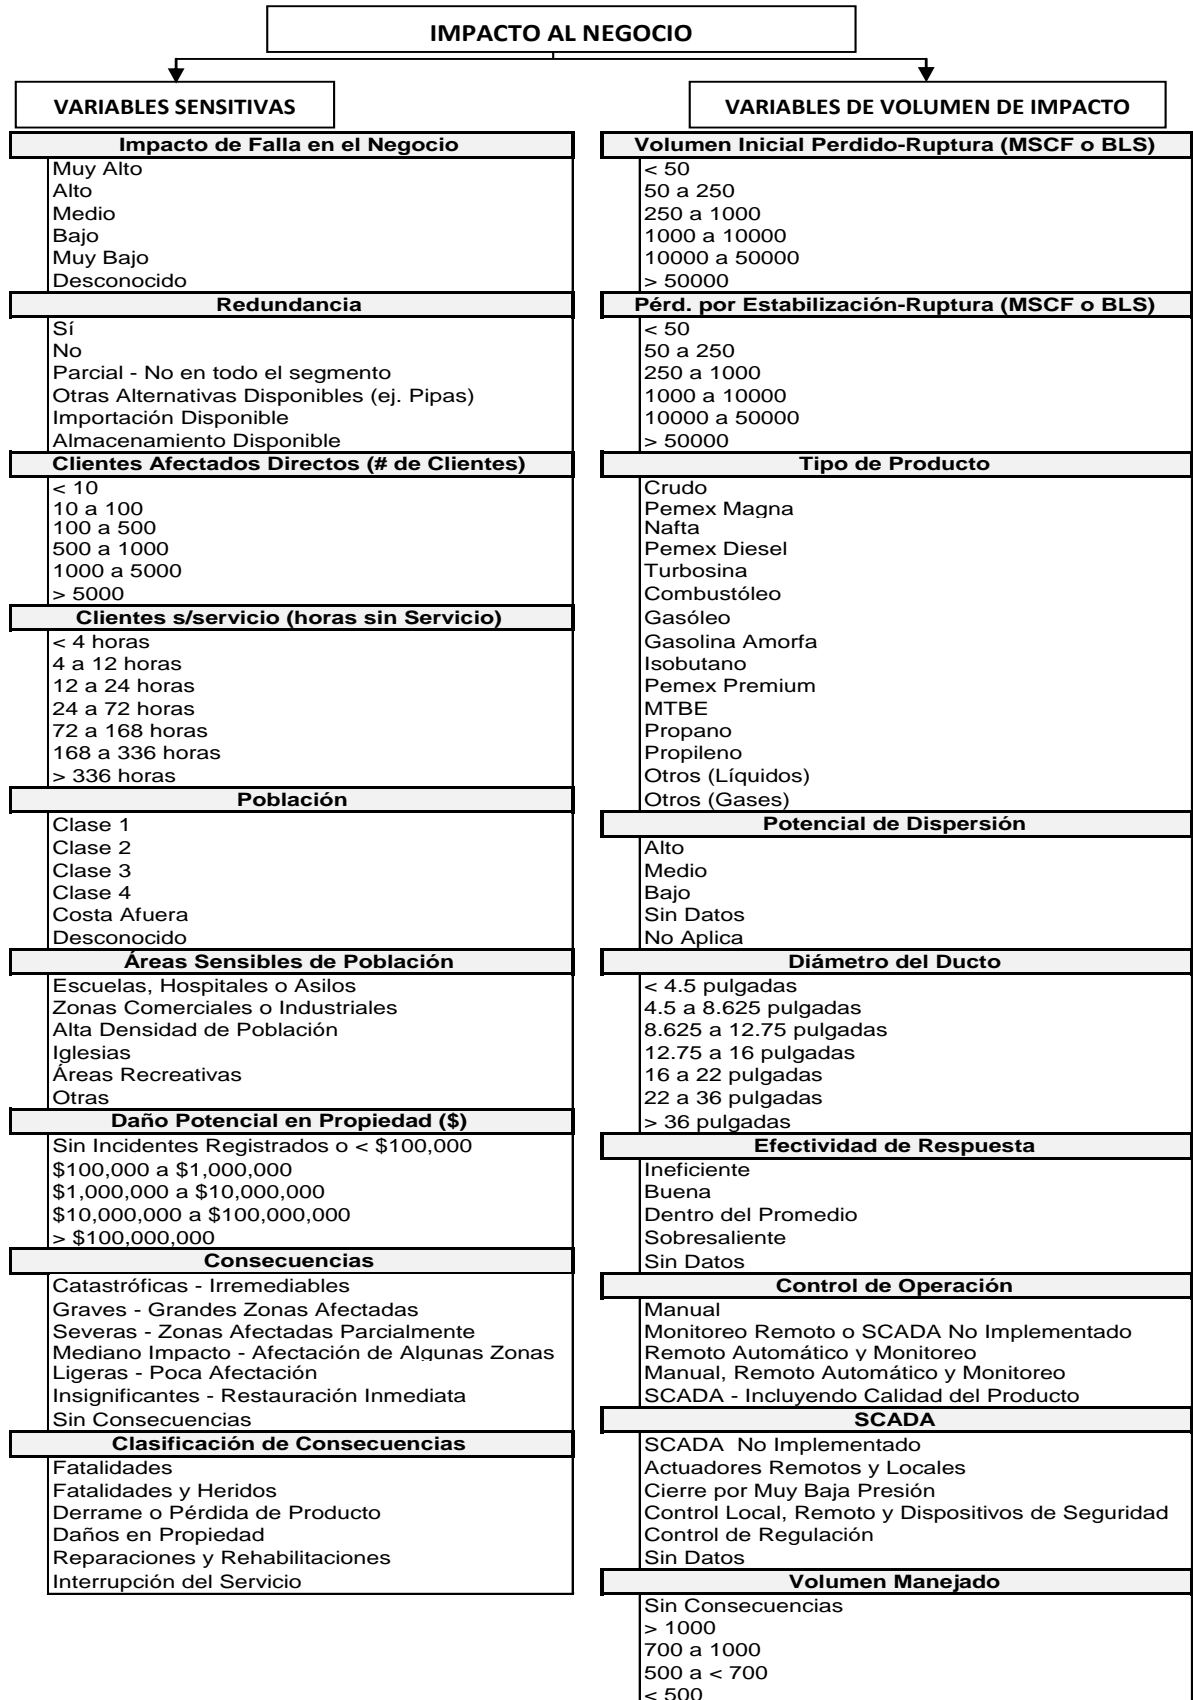 IMPACTO AL NEGOCIO
VARIABLES SENSITIVAS
Impacto de Falla en el Negocio
Muy Alto
Alto
Medio
Bajo
Muy Bajo
Desconocido
Redundancia
Sí
No
Parcial - No en todo el segmento
Otras Alternativas Disponibles (ej. Pipas)
Importación Disponible
Almacenamiento Disponible
Clientes Afectados Directos (# de Clientes)
< 10
10 a 100
100 a 500
500 a 1000
1000 a 5000
> 5000
Clientes s/servicio (horas sin Servicio)
< 4 horas
4 a 12 horas
12 a 24 horas
24 a 72 horas
72 a 168 horas
168 a 336 horas
> 336 horas
Población
Clase 1
Clase 2
Clase 3
Clase 4
Costa Afuera
Desconocido
Áreas Sensibles de Población
Escuelas, Hospitales o Asilos
Zonas Comerciales o Industriales
Alta Densidad de Población
Iglesias
Áreas Recreativas
Otras
Daño Potencial en Propiedad ($)
Sin Incidentes Registrados o < $100,000
$100,000 a $1,000,000
$1,000,000 a $10,000,000
$10,000,000 a $100,000,000
> $100,000,000
Consecuencias
Catastróficas - Irremediables
Graves - Grandes Zonas Afectadas
Severas - Zonas Afectadas Parcialmente
Mediano Impacto - Afectación de Algunas Zonas
Ligeras - Poca Afectación
Insignificantes - Restauración Inmediata
Sin Consecuencias
Clasificación de Consecuencias
Fatalidades
Fatalidades y Heridos
Derrame o Pérdida de Producto
Daños en Propiedad
Reparaciones y Rehabilitaciones
Interrupción del Servicio
VARIABLES DE VOLUMEN DE IMPACTO
Volumen Inicial Perdido-Ruptura (MSCF o BLS)
< 50
50 a 250
250 a 1000
1000 a 10000
10000 a 50000
> 50000
Pérd. por Estabilización-Ruptura (MSCF o BLS)
< 50
50 a 250
250 a 1000
1000 a 10000
10000 a 50000
> 50000
Tipo de Producto
Crudo
Pemex Magna
Nafta
Pemex Diesel
Turbosina
Combustóleo
Gasóleo
Gasolina Amorfa
Isobutano
Pemex Premium
MTBE
Propano
Propileno
Otros (Líquidos)
Otros (Gases)
Potencial de Dispersión
Alto
Medio
Bajo
Sin Datos
No Aplica
Diámetro del Ducto
< 4.5 pulgadas
4.5 a 8.625 pulgadas
8.625 a 12.75 pulgadas
12.75 a 16 pulgadas
16 a 22 pulgadas
22 a 36 pulgadas
> 36 pulgadas
Efectividad de Respuesta
Ineficiente
Buena
Dentro del Promedio
Sobresaliente
Sin Datos
Control de Operación
Manual
Monitoreo Remoto o SCADA No Implementado
Remoto Automático y Monitoreo
Manual, Remoto Automático y Monitoreo
SCADA - Incluyendo Calidad del Producto
SCADA
SCADA No Implementado
Actuadores Remotos y Locales
Cierre por Muy Baja Presión
Control Local, Remoto y Dispositivos de Seguridad
Control de Regulación
Sin Datos
Volumen Manejado
Sin Consecuencias
> 1000
700 a 1000
500 a < 700
< 500